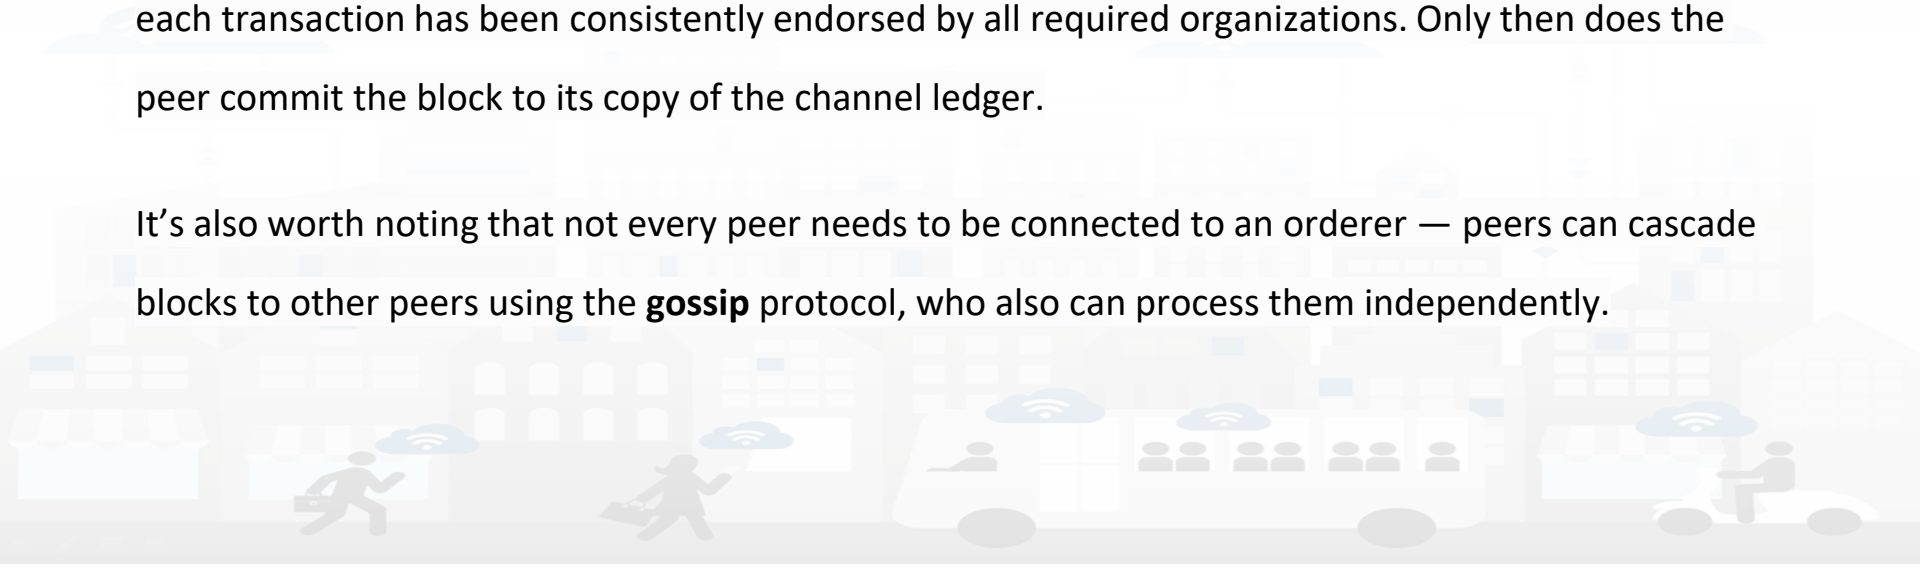 each transaction has been consistently endorsed by all required organizations. Only then does the
peer commit the block to its copy of the channel ledger.
It’s also worth noting that not every peer needs to be connected to an orderer — peers can cascade
blocks to other peers using the gossip protocol, who also can process them independently.